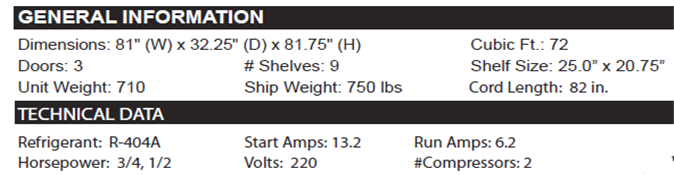 GENERAL INFORMATION
Dimensions: 81" (W) x 32.25" (D) x 81.75" (H) Cubic Ft.: 72
Doors: 3 # Shelves: 9 Shelf Size: 25.0” x 20.75”
Unit Weight: 710 Ship Weight: 750 lbs Cord Length: 82 in.
TECHNICAL DATA
Refrigerant: R-404A Start Amps: 13.2 Run Amps: 6.2
Horsepower: 3/4, 1/2 Volts: 220 #Compressors: 2